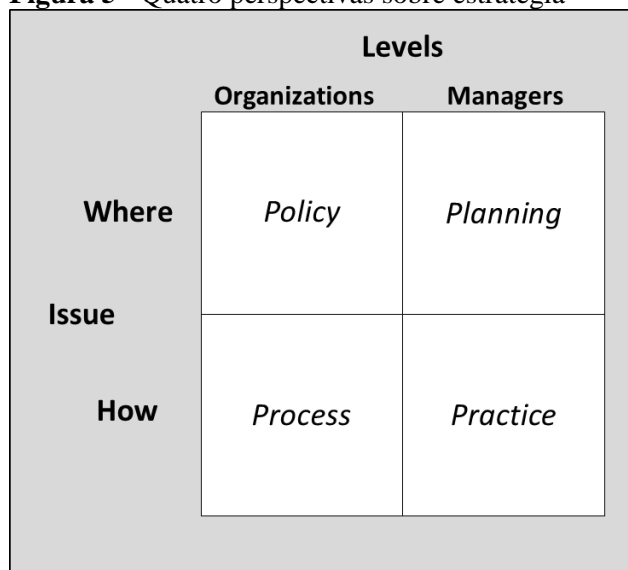 Figura 3 - Quatro perspectivas sobre estratégia
Levels
Organizations Managers
Where Policy Planning
Issue
How Process Practice